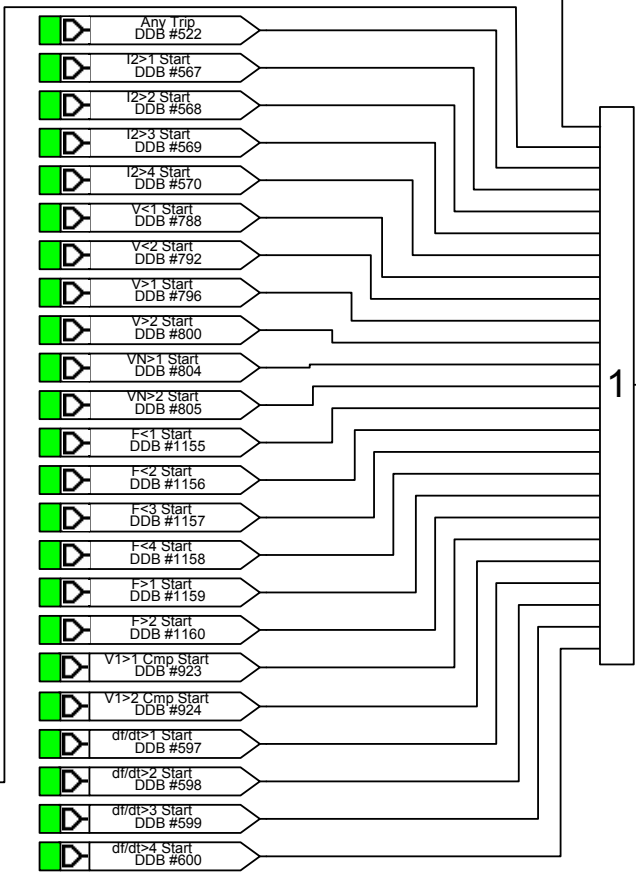 Any Trip
DDB #522
I2>1 Start
DDB #567
I2>2 Start
DDB #568
I2>3 Start
DDB #569
I2>4 Start
DDB #570
V<1 Start
DDB #788
V<2 Start
DDB #792
V>1 Start
DDB #796
V>2 Start
DDB #800
VN>1 Start
DDB #804
VN>2 Start
DDB #805
F<1 Start
DDB #1155
F<2 Start
DDB #1156
F<3 Start
DDB #1157
F<4 Start
DDB #1158
F>1 Start
DDB #1159
F>2 Start
DDB #1160
V1>1 Cmp Start
DDB #923
V1>2 Cmp Start
DDB #924
df/dt>1 Start
DDB #597
df/dt>2 Start
DDB #598
df/dt>3 Start
DDB #599
df/dt>4 Start
DDB #600
1